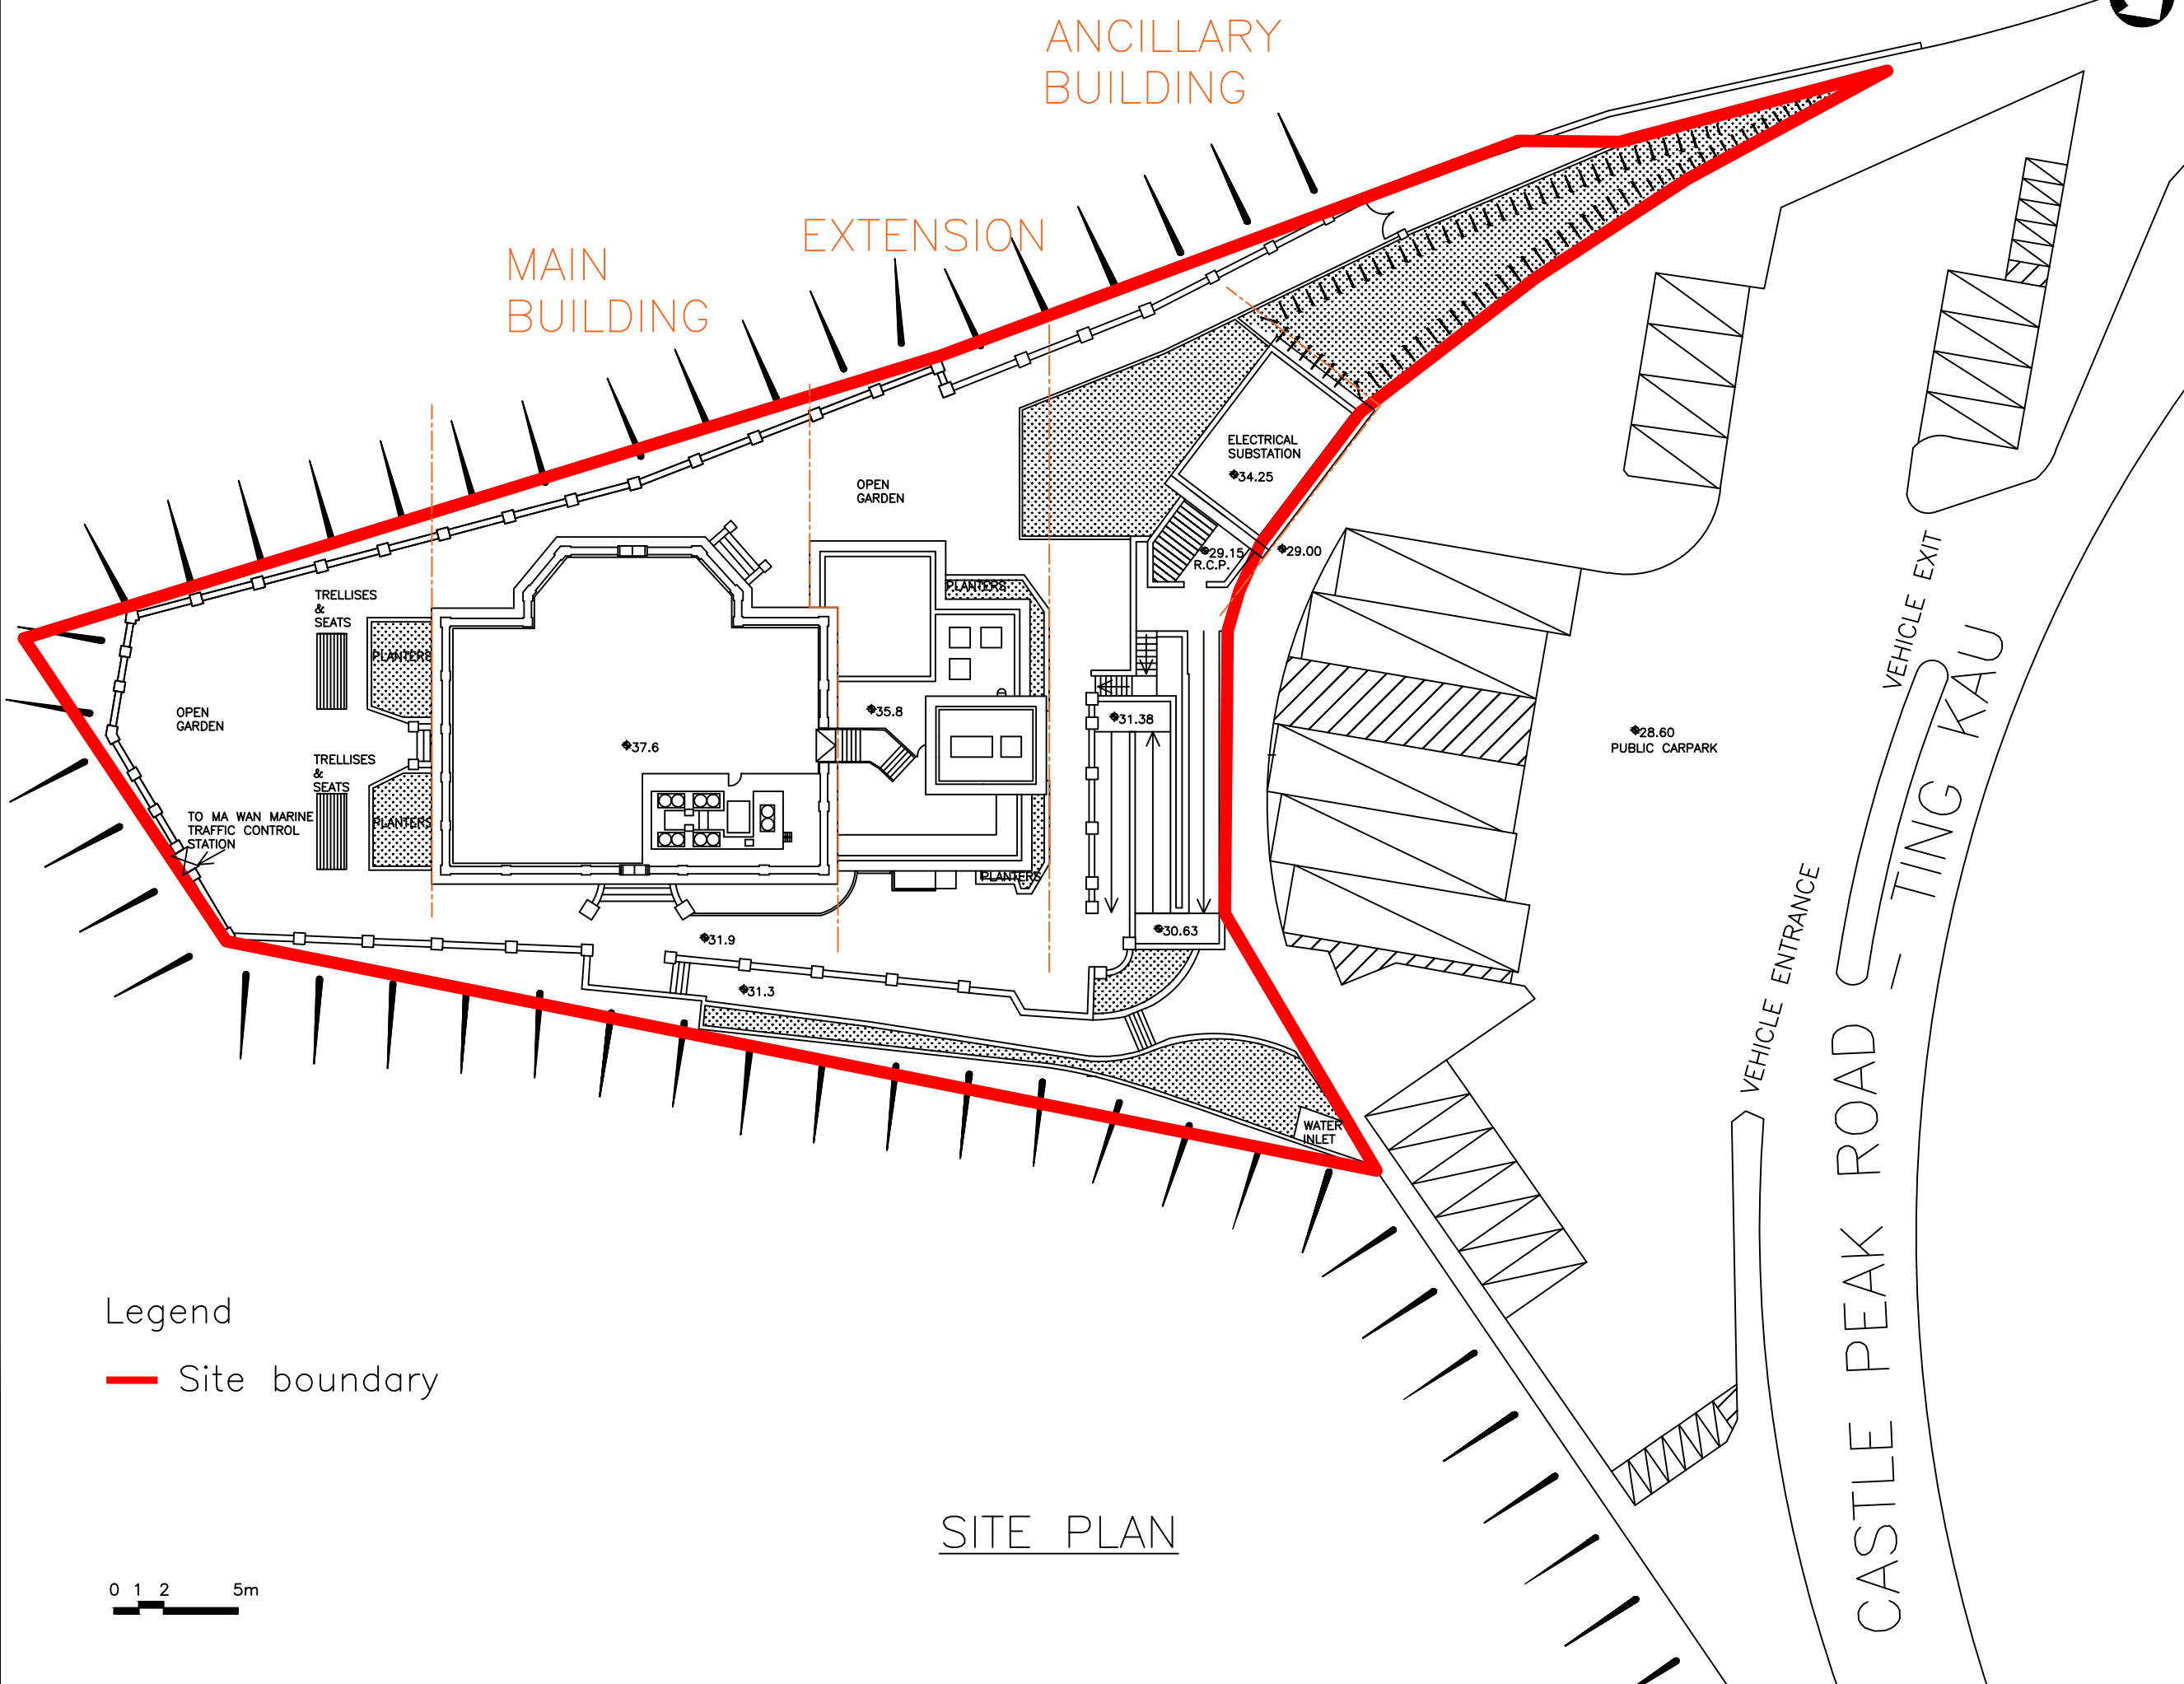 ANCILLARY
BUILDING
EXTENSION
MAIN
BUILDING
ELECTRICAL
SUBSTATION
34.25
OPEN
GARDEN
29.15
R.C.P.
29.00
PLANTERS
TRELLISES
&
SEATS
PLANTERS
OPEN
GARDEN
35.8
31.38
37.6
28.60
PUBLIC CARPARK
VEHICLE EXIT
TRELLISES
&
SEATS
PLANTERS
TO MA WAN MARINE
TRAFFIC CONTROL
STATION
PLANTERS
31.9
30.63
31.3
VEHICLE ENTRANCE
CASTLE PEAK ROAD – TING KAU
WATER
INLET
Legend
Site boundary
SITE PLAN
0 1 2 5m